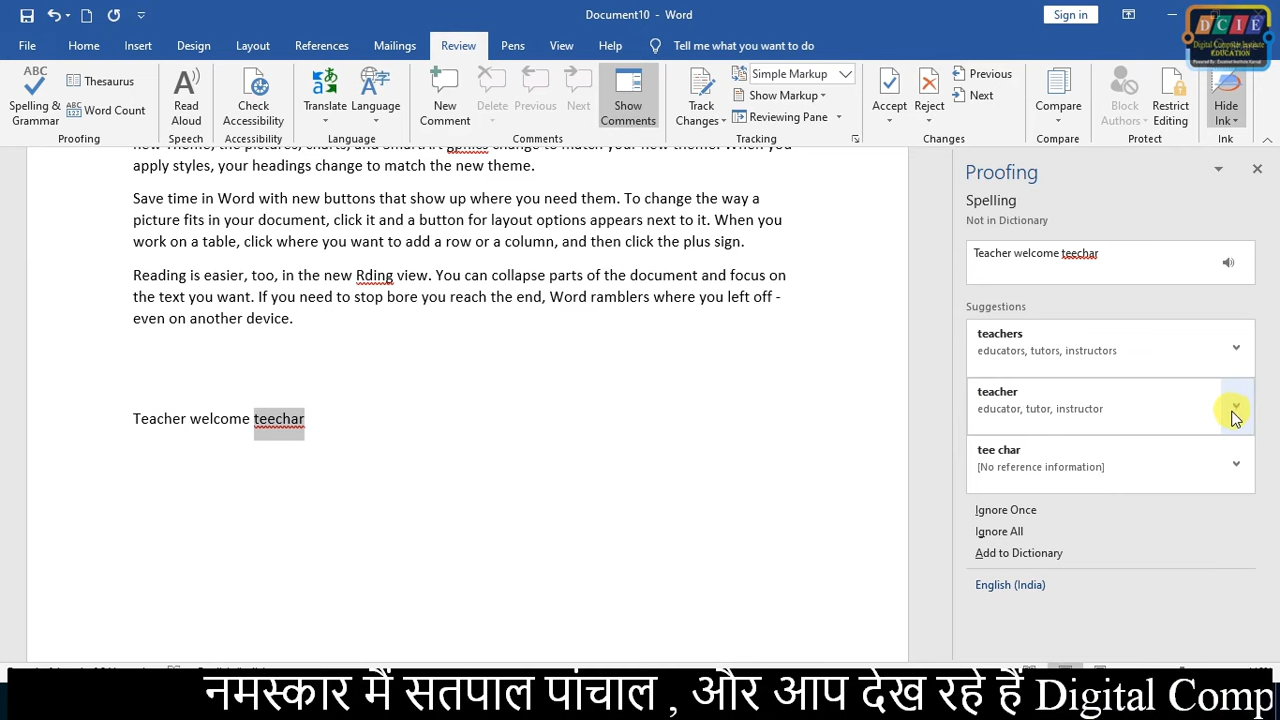 Document10 - Word
Sign in
DCIE
Digital Computer Institute
EDUCATION
File Home Insert Design Layout References Mailings Review Pens View Help Tell me what you want to do
ABC
Spelling & Grammar
Thesaurus
ABC 123 Word Count
Proofing
Read Aloud
Speech
Check Accessibility
Accessibility
Translate
Language
Language
New Comment
Delete
Previous
Next
Show Comments
Comments
Track Changes
Simple Markup
Show Markup
Reviewing Pane
Tracking
Accept
Reject
Previous
Next
Changes
Compare
Compare
Block Authors
Restrict Editing
Protect
Hide Ink
Ink
apply styles, your headings change to match the new theme.
Save time in Word with new buttons that show up where you need them. To change the way a
picture fits in your document, click it and a button for layout options appears next to it. When you
work on a table, click where you want to add a row or a column, and then click the plus sign.
Reading is easier, too, in the new Rding view. You can collapse parts of the document and focus on
the text you want. If you need to stop bore you reach the end, Word ramblers where you left off -
even on another device.
Teacher welcome teechar
Proofing
Spelling
Not in Dictionary
Teacher welcome teechar
Suggestions
teachers
educators, tutors, instructors
teacher
educator, tutor, instructor
tee char
[No reference information]
Ignore Once
Ignore All
Add to Dictionary
English (India)
नमस्कार मैं सतपाल पांचाल , और आप देख रहे हैं Digital Comp